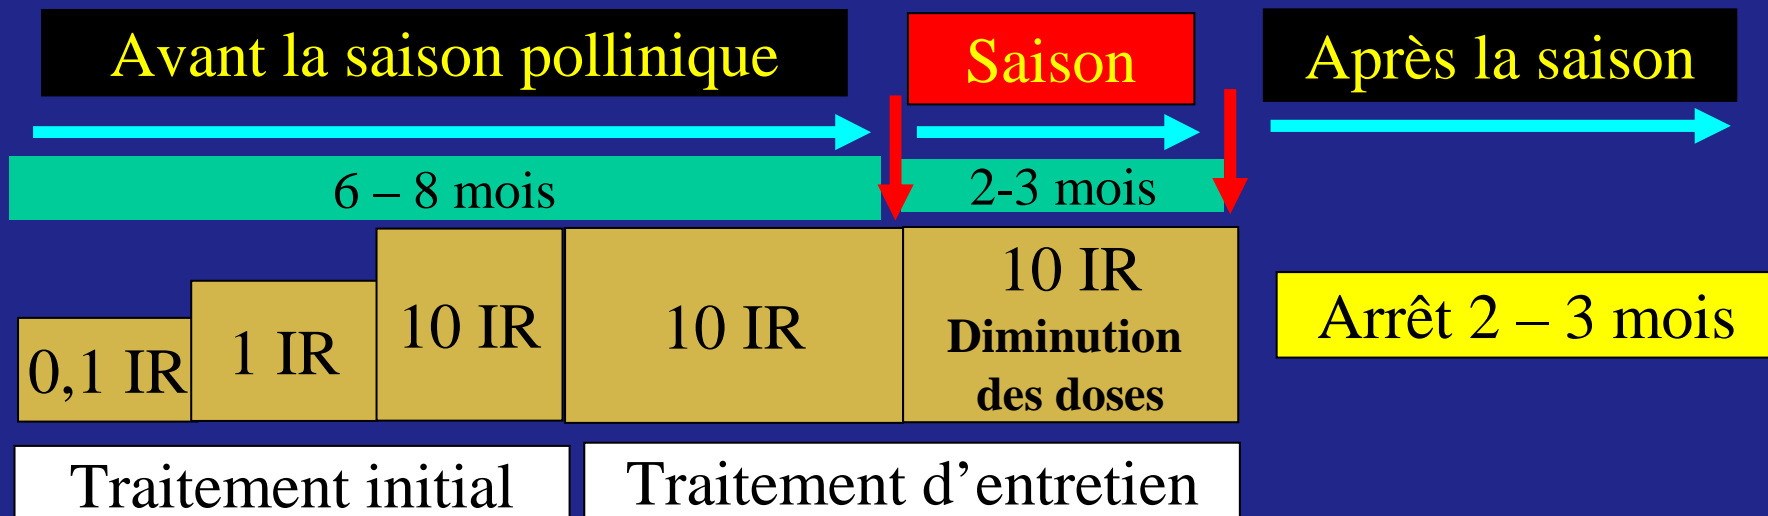 Avant la saison pollinique
Saison
Après la saison
6 – 8 mois
2-3 mois
0,1 IR
1 IR
10 IR
10 IR
10 IR
Diminution
des doses
Arrêt 2 – 3 mois
Traitement initial
Traitement d’entretien